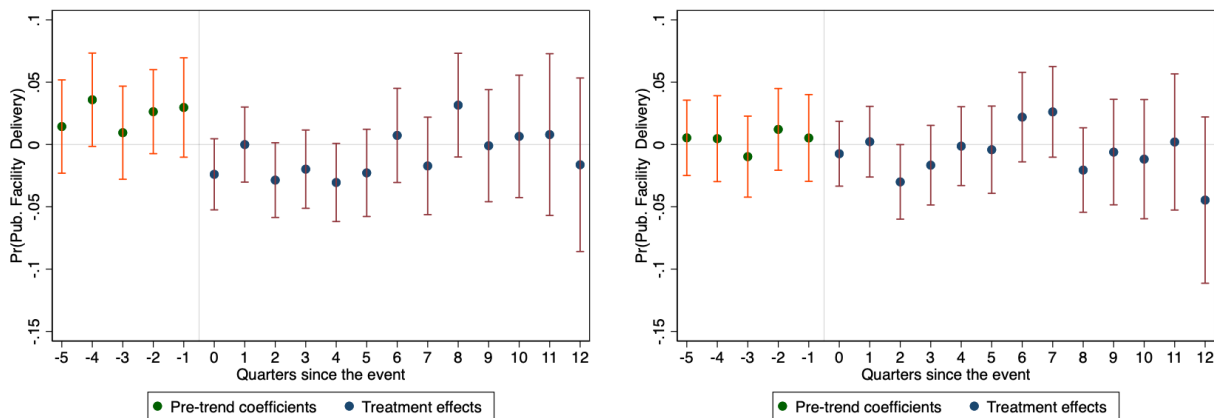 Pr(Pub. Facility Delivery)
.1
.05
0
-.05
-.1
-.15
-5 -4 -3 -2 -1 0 1 2 3 4 5 6 7 8 9 10 11 12
Quarters since the event
Pre-trend coefficients Treatment effects
Pr(Pub. Facility Delivery)
.1
.05
0
-.05
-.1
-.15
-5 -4 -3 -2 -1 0 1 2 3 4 5 6 7 8 9 10 11 12
Quarters since the event
Pre-trend coefficients Treatment effects